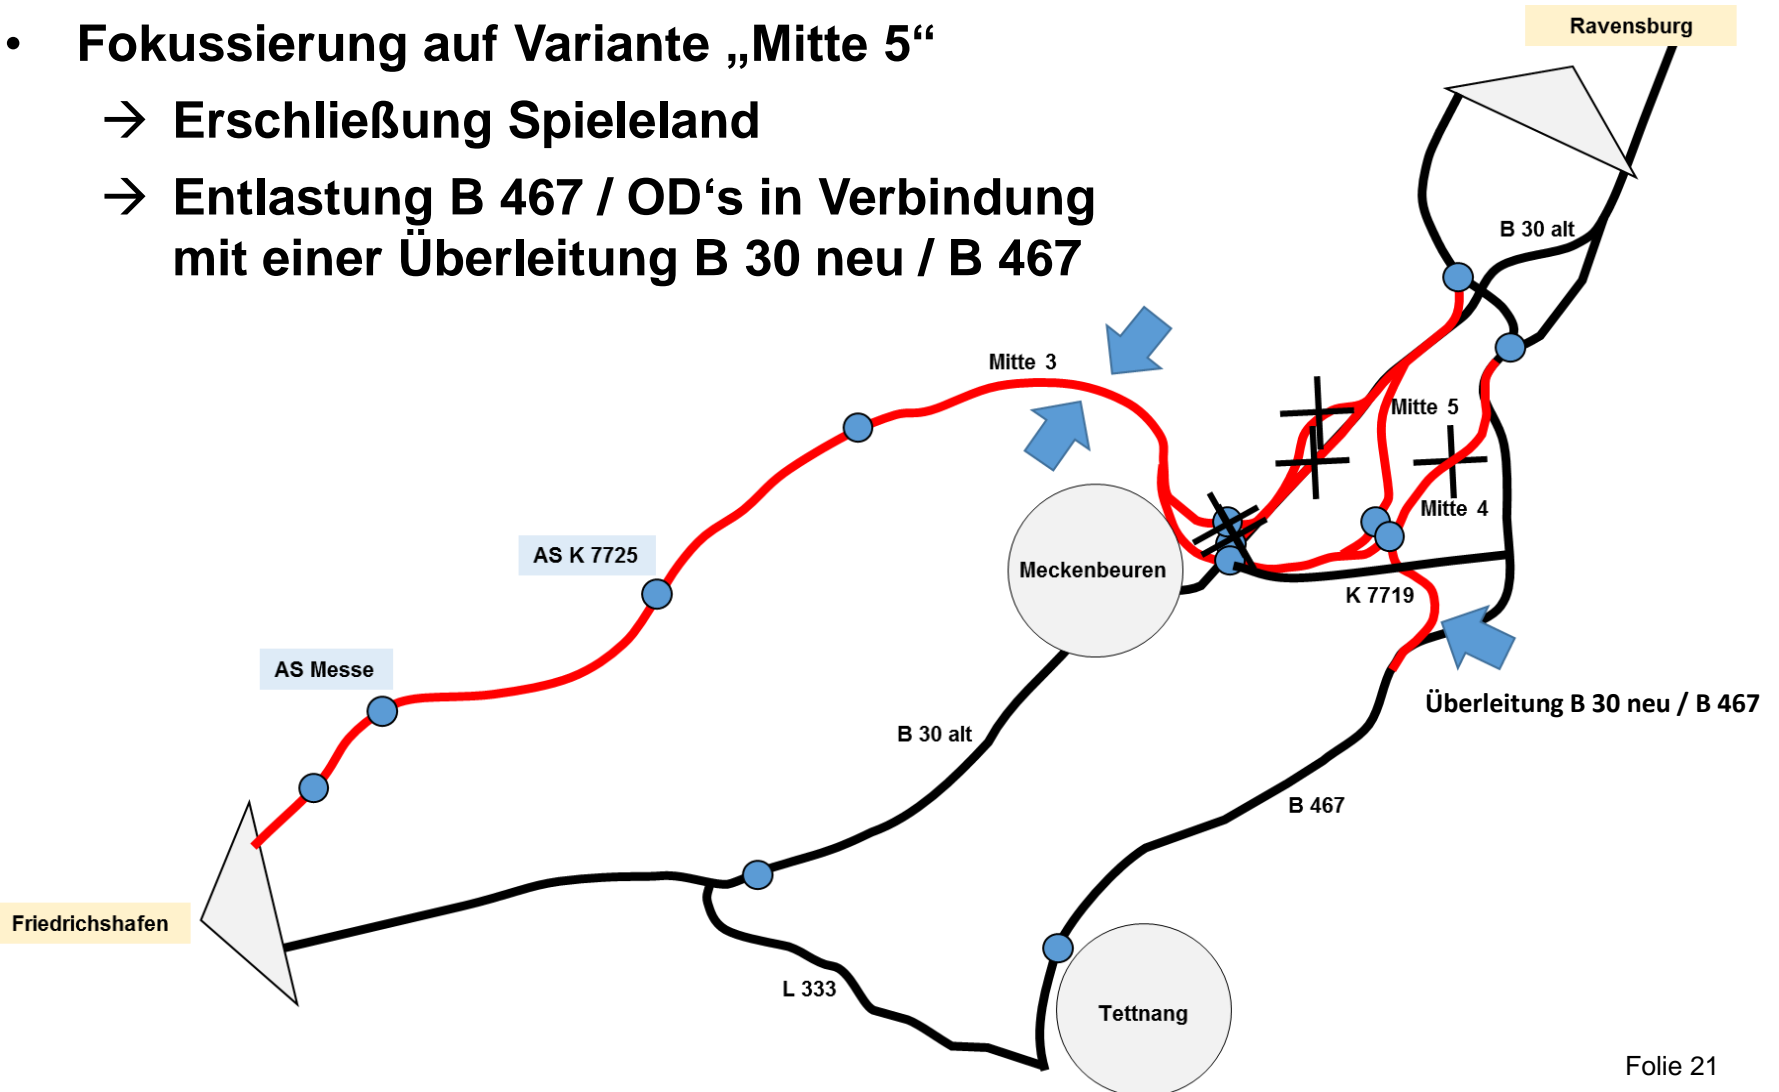 • Fokussierung auf Variante „Mitte 5“
→ Erschließung Spieleland
→ Entlastung B 467 / OD‘s in Verbindung
mit einer Überleitung B 30 neu / B 467
Ravensburg
B 30 alt
Mitte 3
Mitte 5
Mitte 4
AS K 7725
Meckenbeuren
K 7719
AS Messe
Überleitung B 30 neu / B 467
B 30 alt
B 467
Friedrichshafen
L 333
Tettnang
Folie 21